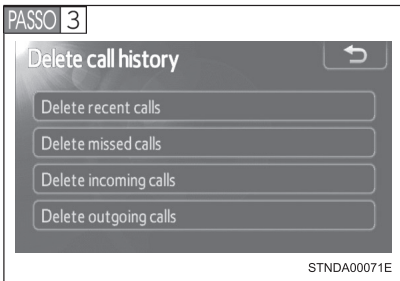 PASSO 3
Delete call history
Delete recent calls
Delete missed calls
Delete incoming calls
Delete outgoing calls
STNDA00071E